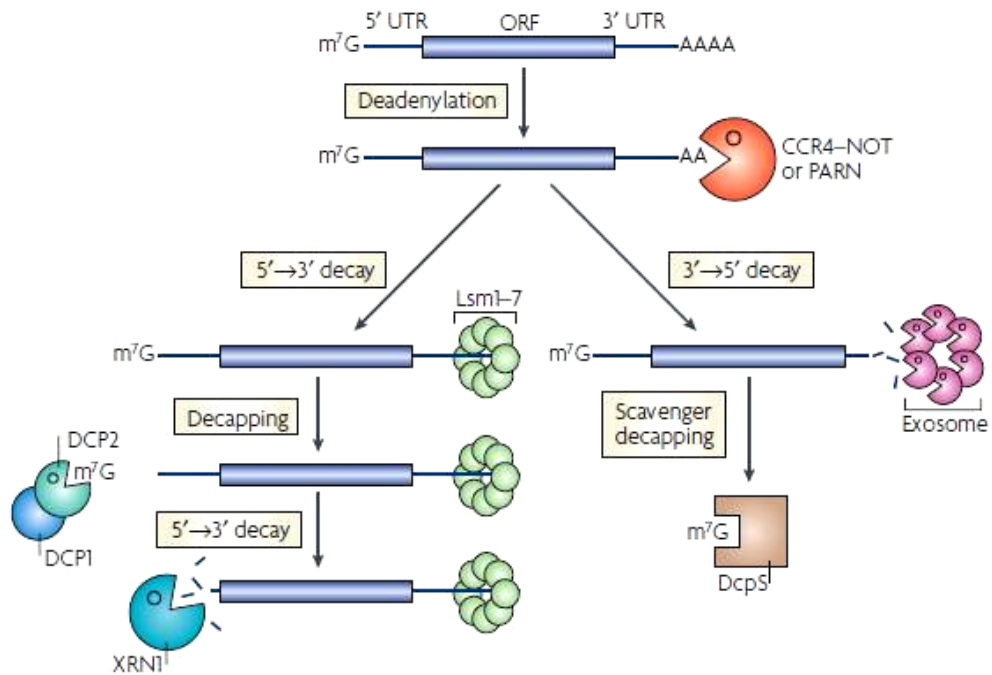 5′ UTR ORF 3′ UTR
m⁷G AAAA
Deadenylation
m⁷G AA
CCR4–NOT
or PARN
5′→3′ decay
3′→5′ decay
Lsm1–7
m⁷G
m⁷G
Exosome
Decapping
Scavenger
decapping
DCP2
m⁷G
DCP1
5′→3′ decay
m⁷G
DcpS
XRN1